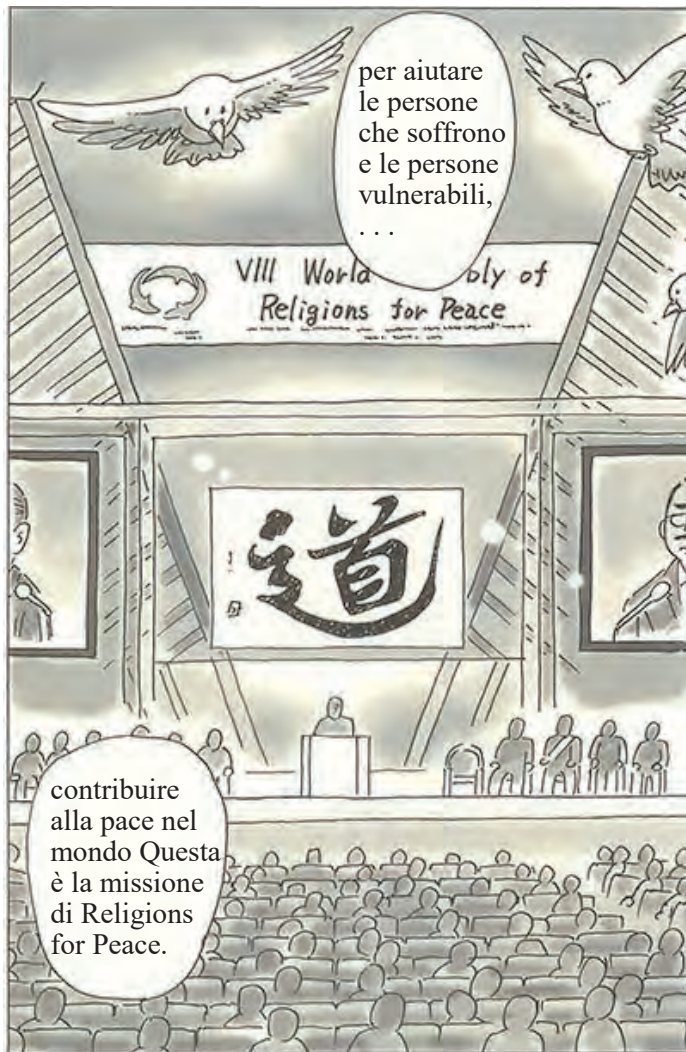 per aiutare
le persone
che soffrono
e le persone
vulnerabili,
. . .
VIII World bly of
Religions for Peace
道
contribuire
alla pace nel
mondo Questa
è la missione
di Religions
for Peace.